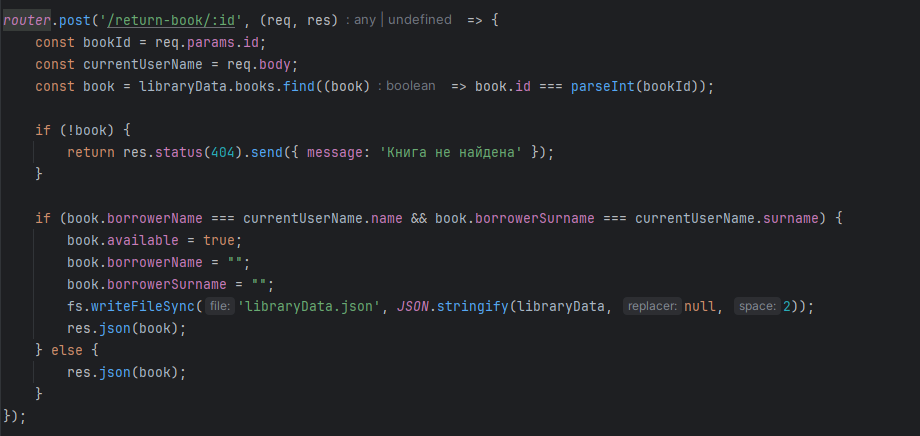 router.post('/return-book/:id', (req, res) : any | undefined => {
    const bookId = req.params.id;
    const currentUserName = req.body;
    const book = libraryData.books.find((book) : boolean => book.id === parseInt(bookId));

    if (!book) {
        return res.status(404).send({ message: 'Книга не найдена' });
    }

    if (book.borrowerName === currentUserName.name && book.borrowerSurname === currentUserName.surname) {
        book.available = true;
        book.borrowerName = "";
        book.borrowerSurname = "";
        fs.writeFileSync( file: 'libraryData.json', JSON.stringify(libraryData, replacer: null, space: 2));
        res.json(book);
    } else {
        res.json(book);
    }
});